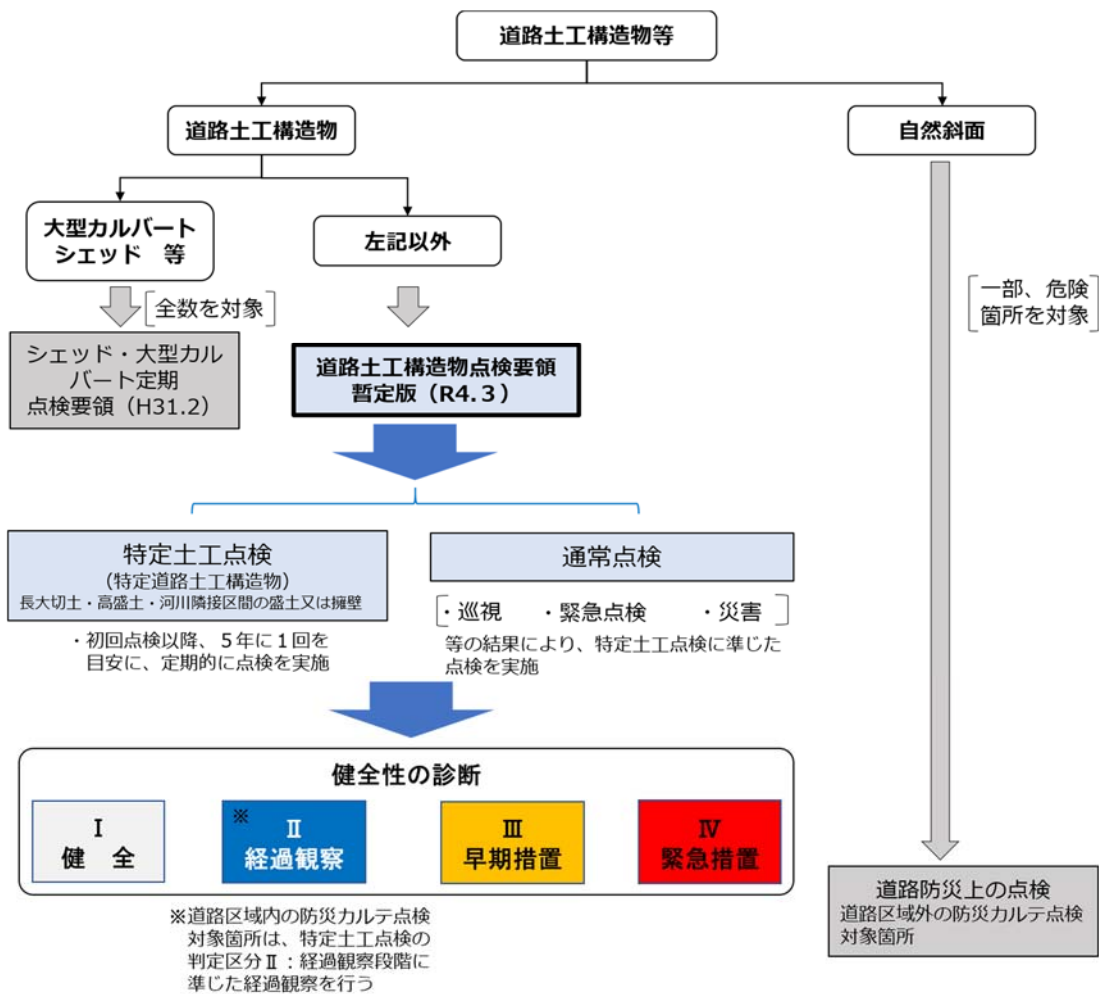 道路土工構造物等
道路土工構造物
自然斜面
大型カルバート
シェッド 等
左記以外
全数を対象
一部、危険
箇所を対象
シェッド・大型カル
バート定期
点検要領（H31.2）
道路土工構造物点検要領
暫定版（R4.3）
特定土工点検
(特定道路土工構造物)
長大切土・高盛土・河川隣接区間の盛土又は擁壁
・初回点検以降、５年に１回を
目安に、定期的に点検を実施
通常点検
・巡視 ・緊急点検 ・災害
等の結果により、特定土工点検に準じた
点検を実施
健全性の診断
Ⅰ
健 全
※
Ⅱ
経過観察
Ⅲ
早期措置
Ⅳ
緊急措置
※道路区域内の防災カルテ点検
対象箇所は、特定土工点検の
判定区分Ⅱ：経過観察段階に
準じた経過観察を行う
道路防災上の点検
道路区域外の防災カルテ点検
対象箇所